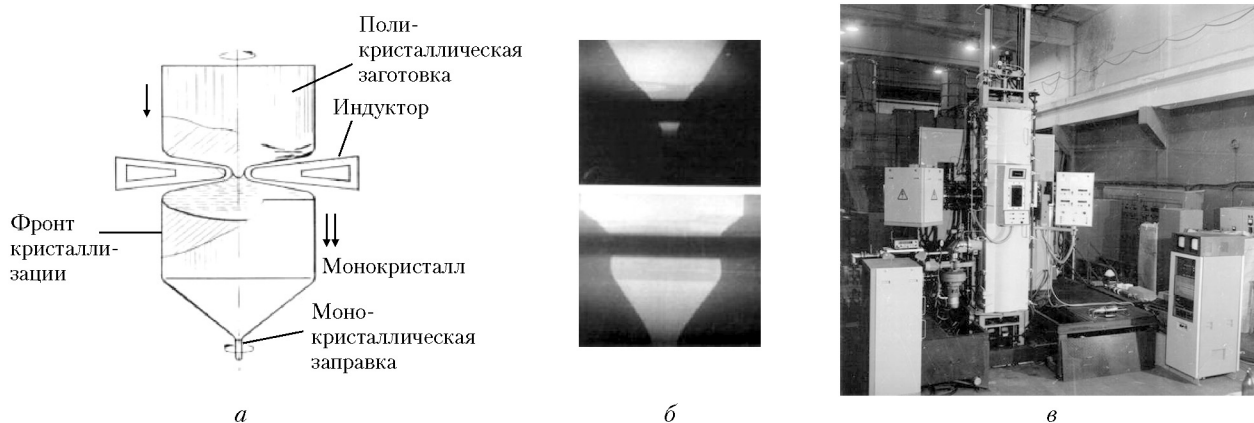 Поли-
кристаллическая
заготовка
Индуктор
Фронт
кристалли-
зации
Монокристалл
Моно-
кристаллическая
заправка
а
б
в